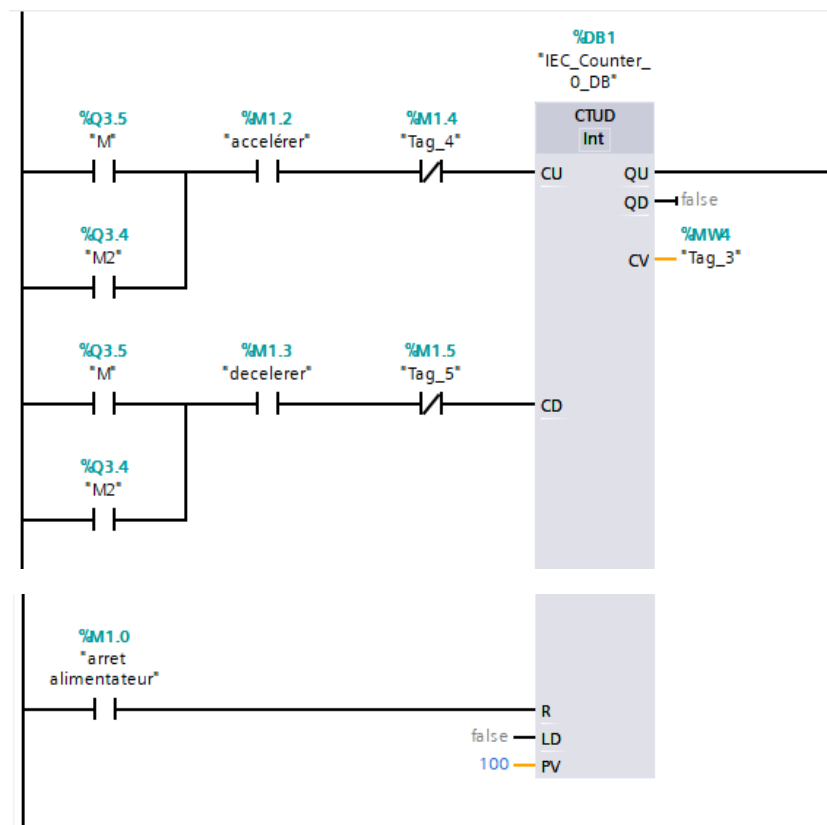 %DB1
"IEC_Counter_
0_DB"
%Q3.5
"M"
%M1.2
"accelérer"
%M1.4
"Tag_4"
CTUD
Int
CU
QU
QD
false
%Q3.4
"M2"
%MW4
CV
"Tag_3"
%Q3.5
"M"
%M1.3
"decelerer"
%M1.5
"Tag_5"
CD
%Q3.4
"M2"
%M1.0
"arret
alimentateur"
R
false
LD
100
PV